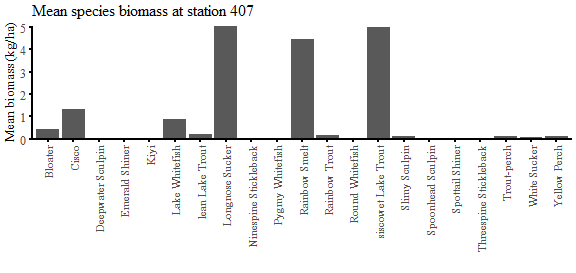 Mean species biomass at station 407
Mean biomass (kg/ha)
5
4
3
2
1
0
Bloater
Cisco
Deepwater Sculpin
Emerald Shiner
Kiyi
Lake Whitefish
lean Lake Trout
Longnose Sucker
Ninespine Stickleback
Pygmy Whitefish
Rainbow Smelt
Rainbow Trout
Round Whitefish
siscowet Lake Trout
Slimy Sculpin
Spoonhead Sculpin
Spottail Shiner
Threespine Stickleback
Trout-perch
White Sucker
Yellow Perch